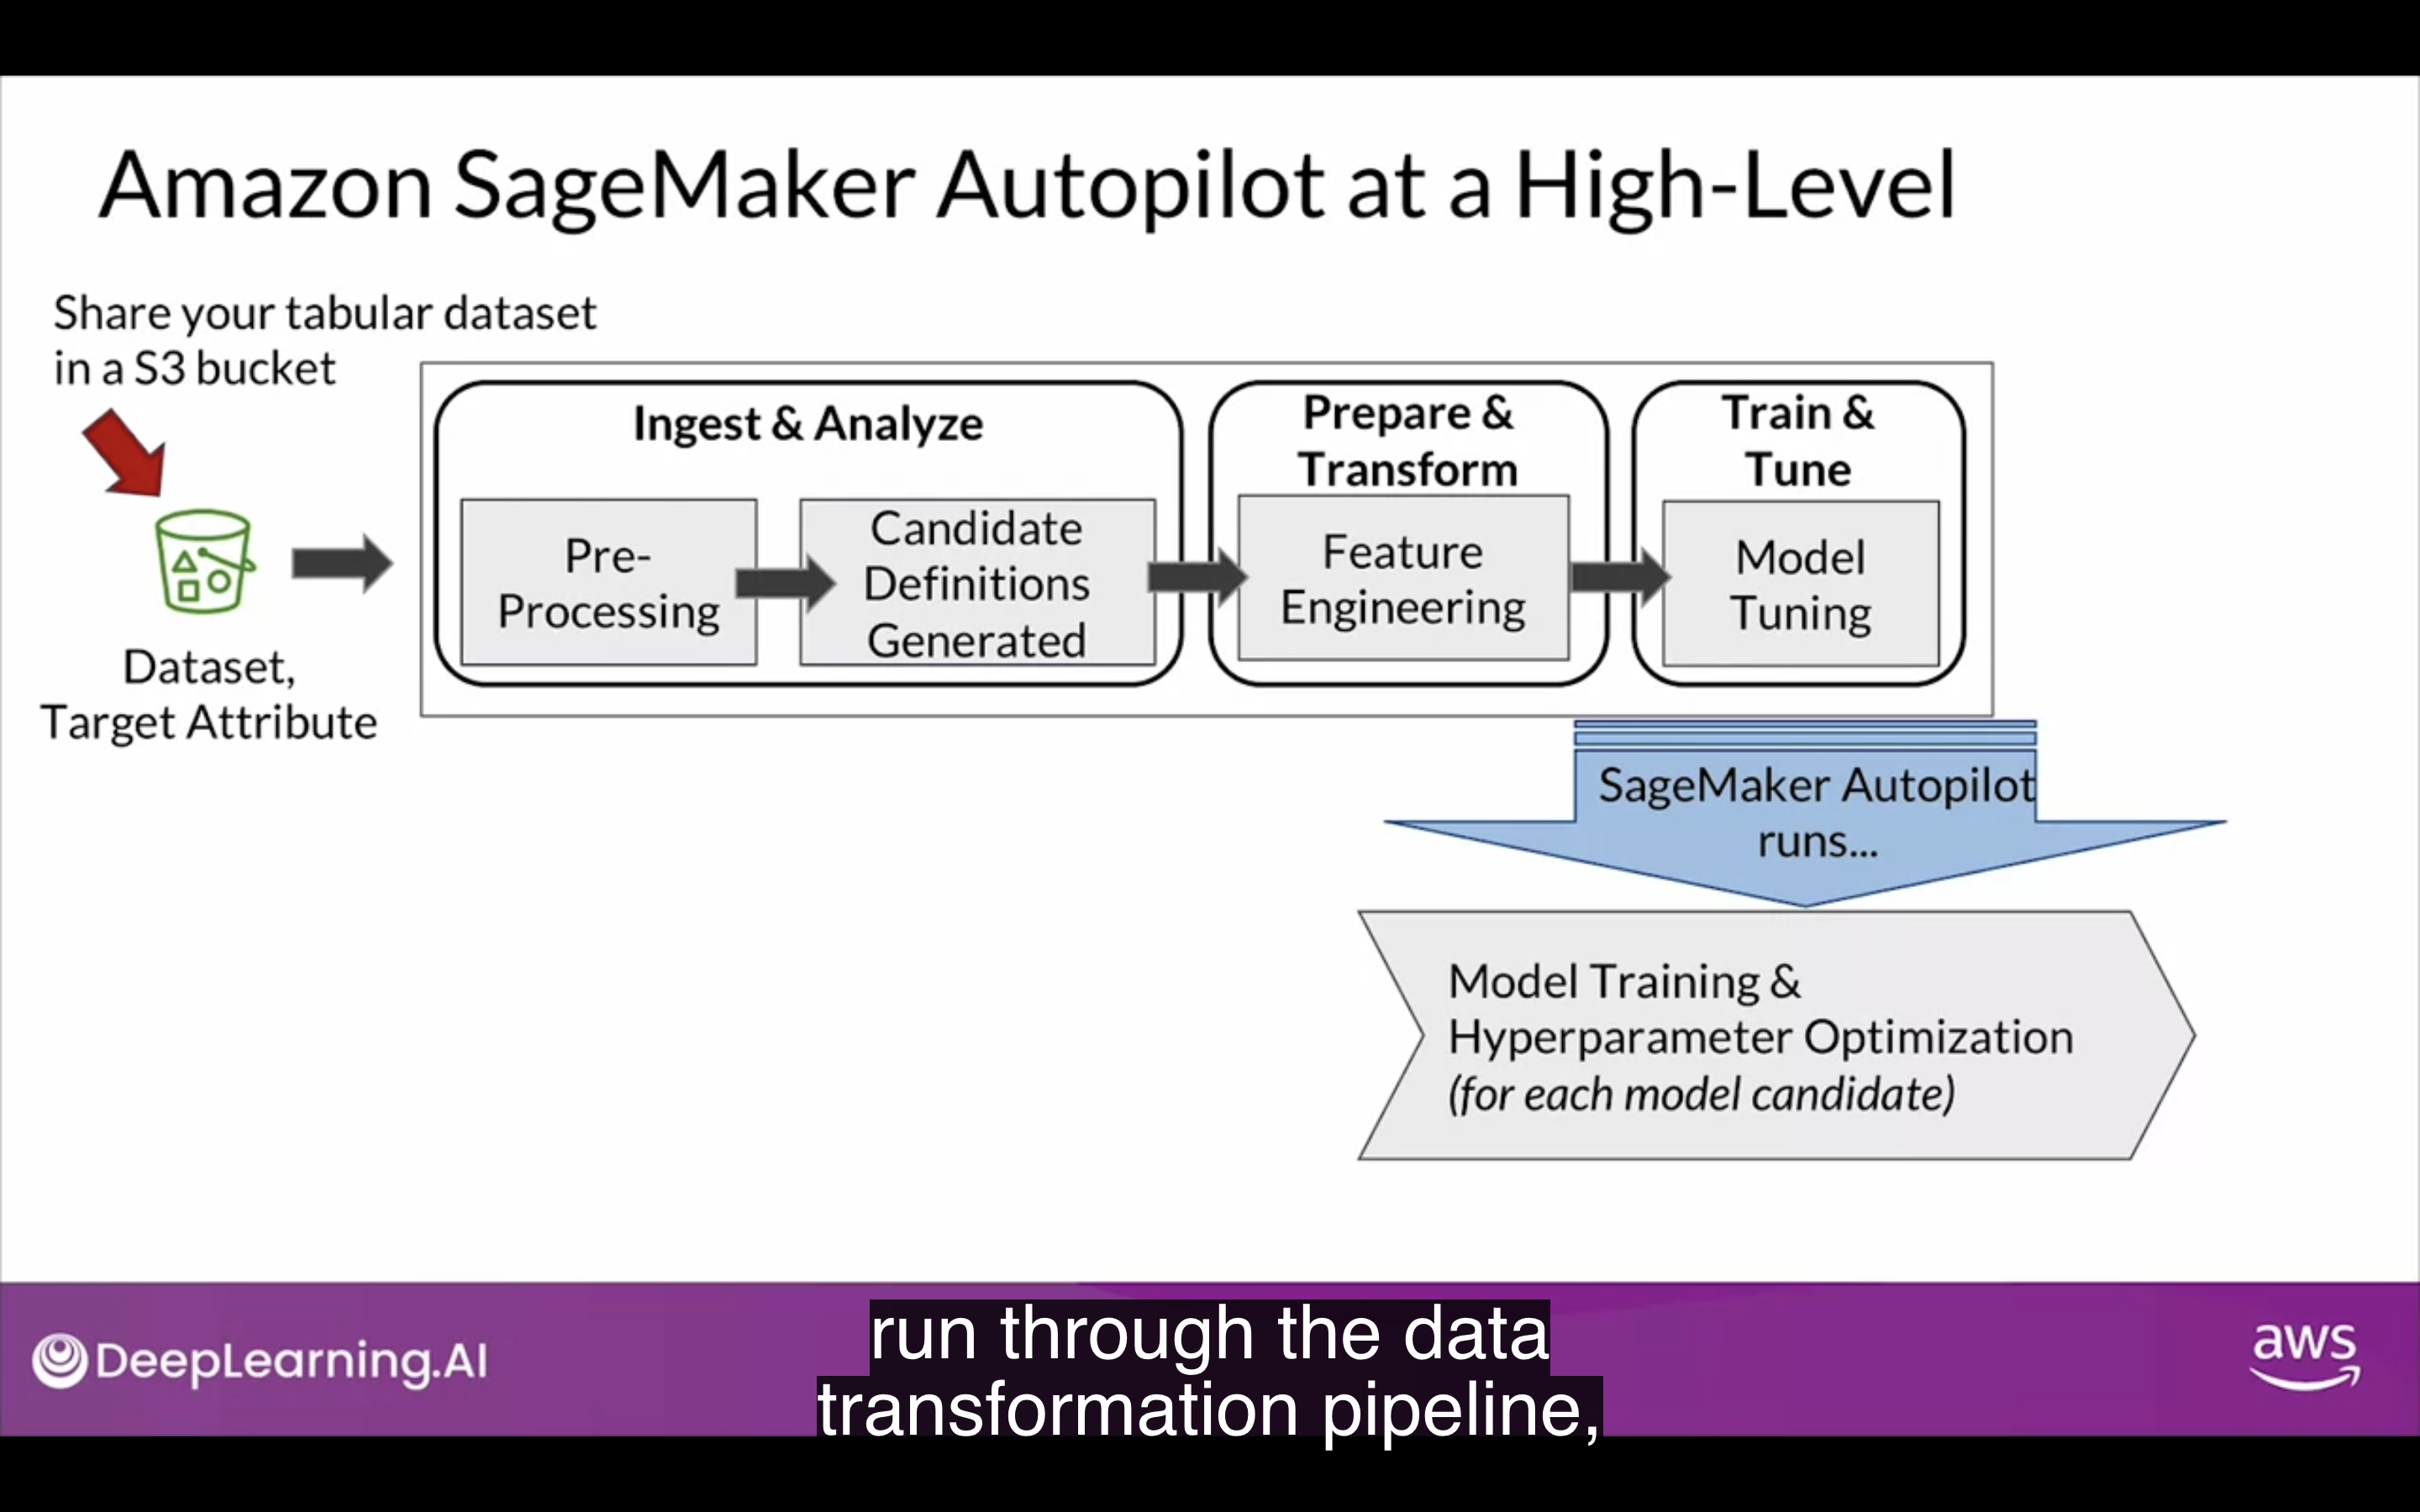 Amazon SageMaker Autopilot at a High-Level
Share your tabular dataset
in a S3 bucket
Dataset,
Target Attribute
Ingest & Analyze
Pre-
Processing
Candidate
Definitions
Generated
Prepare &
Transform
Feature
Engineering
Train &
Tune
Model
Tuning
SageMaker Autopilot
runs...
Model Training &
Hyperparameter Optimization
(for each model candidate)
DeepLearning.AI
run through the data
transformation pipeline,
aws